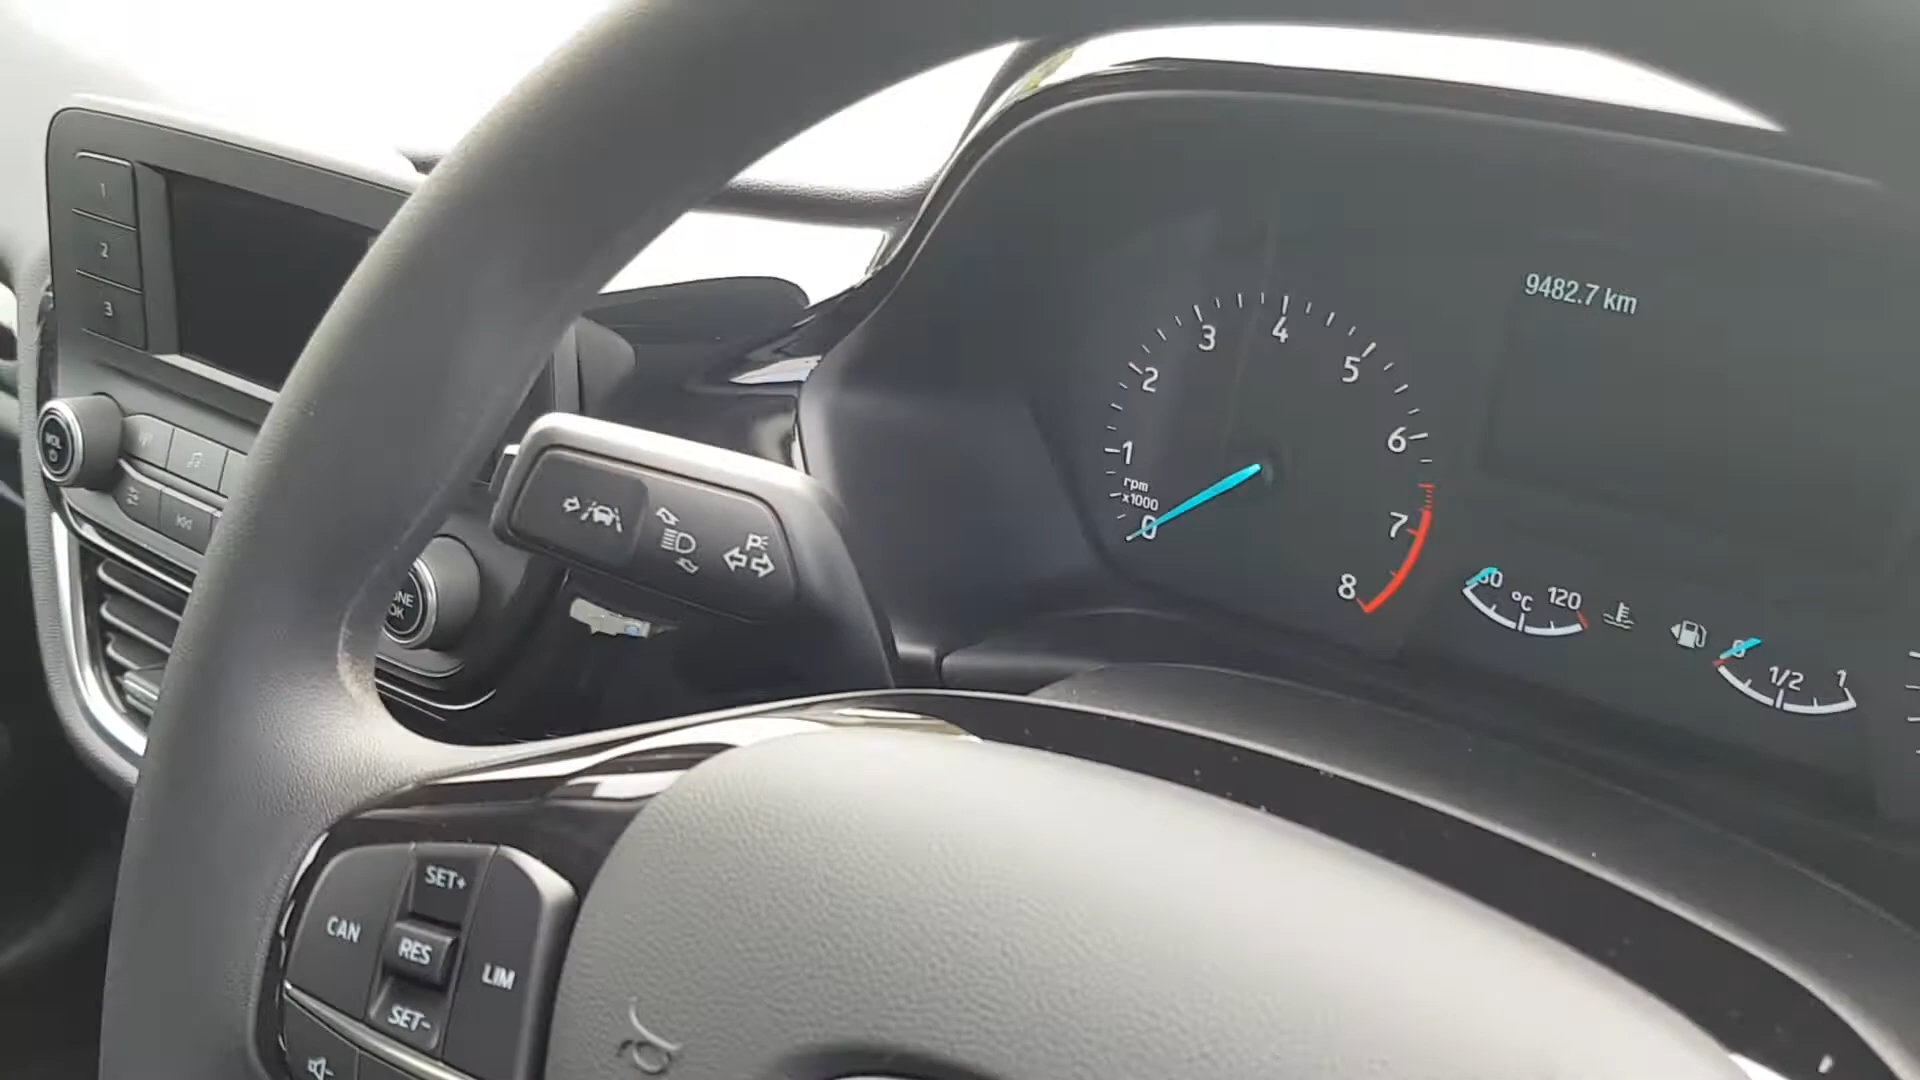 1
2
3
VOL
9482.7 km
0
1
2
3
4
5
6
7
8
rpm
x1000
°C
120
1/2
1
P
OK
CAN
SET+
RES
SET-
LIM